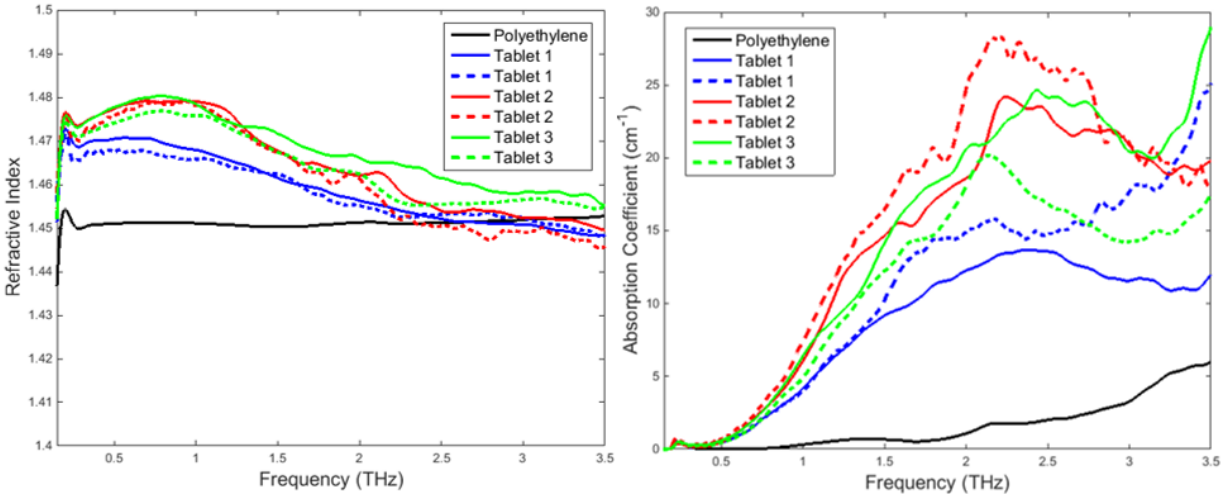 1.5
1.49
1.48
1.47
1.46
1.45
1.44
1.43
1.42
1.41
1.4
Refractive Index
0.5 1 1.5 2 2.5 3 3.5
Frequency (THz)
Polyethylene
Tablet 1
Tablet 1
Tablet 2
Tablet 2
Tablet 3
Tablet 3
30
25
20
15
10
5
0
Absorption Coefficient (cm⁻¹)
0.5 1 1.5 2 2.5 3 3.5
Frequency (THz)
Polyethylene
Tablet 1
Tablet 1
Tablet 2
Tablet 2
Tablet 3
Tablet 3